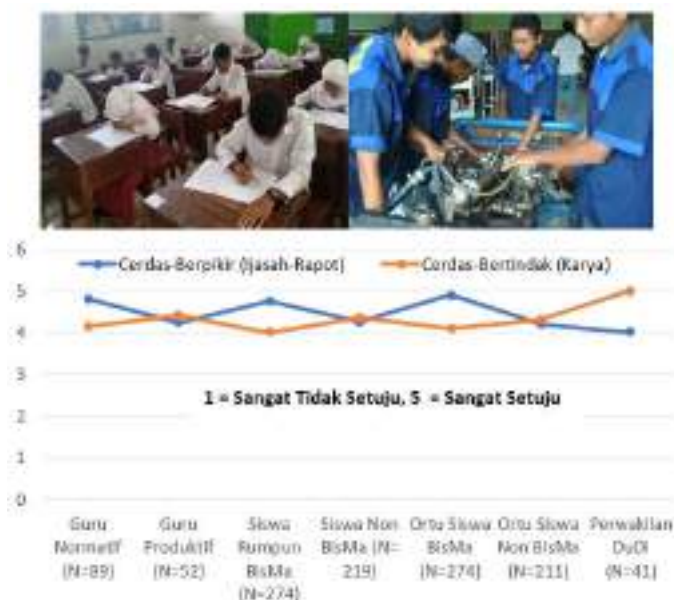 6
Cerdas-Berpikir (Ijasah-Rapot) Cerdas-Bertindak (Karya)
5
4
3
1 = Sangat Tidak Setuju, 5 = Sangat Setuju
2
1
0
Guru Normatif (N=89)
Guru Produktif (N=52)
Siswa Rumpun BisMa (N=274)
Siswa Non BisMa (N=219)
Ortu Siswa BisMa (N=274)
Ortu Siswa Non BisMa (N=211)
Perwakilan DuDi (N=41)